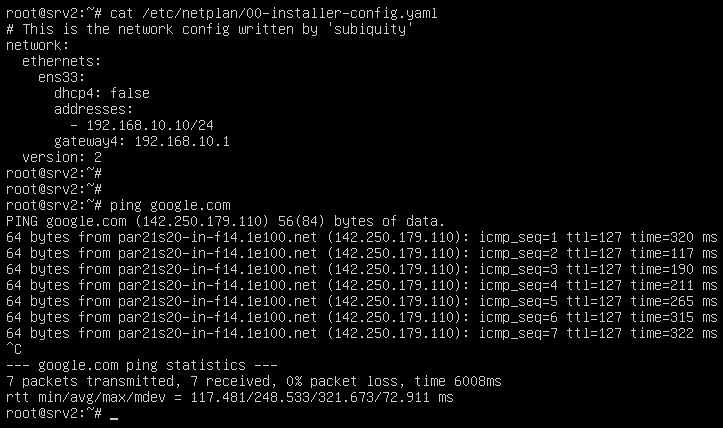 root@srv2:~# cat /etc/netplan/00-installer-config.yaml
# This is the network config written by 'subiquity'
network:
  ethernets:
    ens33:
      dhcp4: false
      addresses:
        - 192.168.10.10/24
      gateway4: 192.168.10.1
  version: 2
root@srv2:~#
root@srv2:~#
root@srv2:~# ping google.com
PING google.com (142.250.179.110) 56(84) bytes of data.
64 bytes from par21s20-in-f14.1e100.net (142.250.179.110): icmp_seq=1 ttl=127 time=320 ms
64 bytes from par21s20-in-f14.1e100.net (142.250.179.110): icmp_seq=2 ttl=127 time=117 ms
64 bytes from par21s20-in-f14.1e100.net (142.250.179.110): icmp_seq=3 ttl=127 time=190 ms
64 bytes from par21s20-in-f14.1e100.net (142.250.179.110): icmp_seq=4 ttl=127 time=211 ms
64 bytes from par21s20-in-f14.1e100.net (142.250.179.110): icmp_seq=5 ttl=127 time=265 ms
64 bytes from par21s20-in-f14.1e100.net (142.250.179.110): icmp_seq=6 ttl=127 time=315 ms
64 bytes from par21s20-in-f14.1e100.net (142.250.179.110): icmp_seq=7 ttl=127 time=322 ms
^C
--- google.com ping statistics ---
7 packets transmitted, 7 received, 0% packet loss, time 6008ms
rtt min/avg/max/mdev = 117.481/248.533/321.673/72.911 ms
root@srv2:~# _